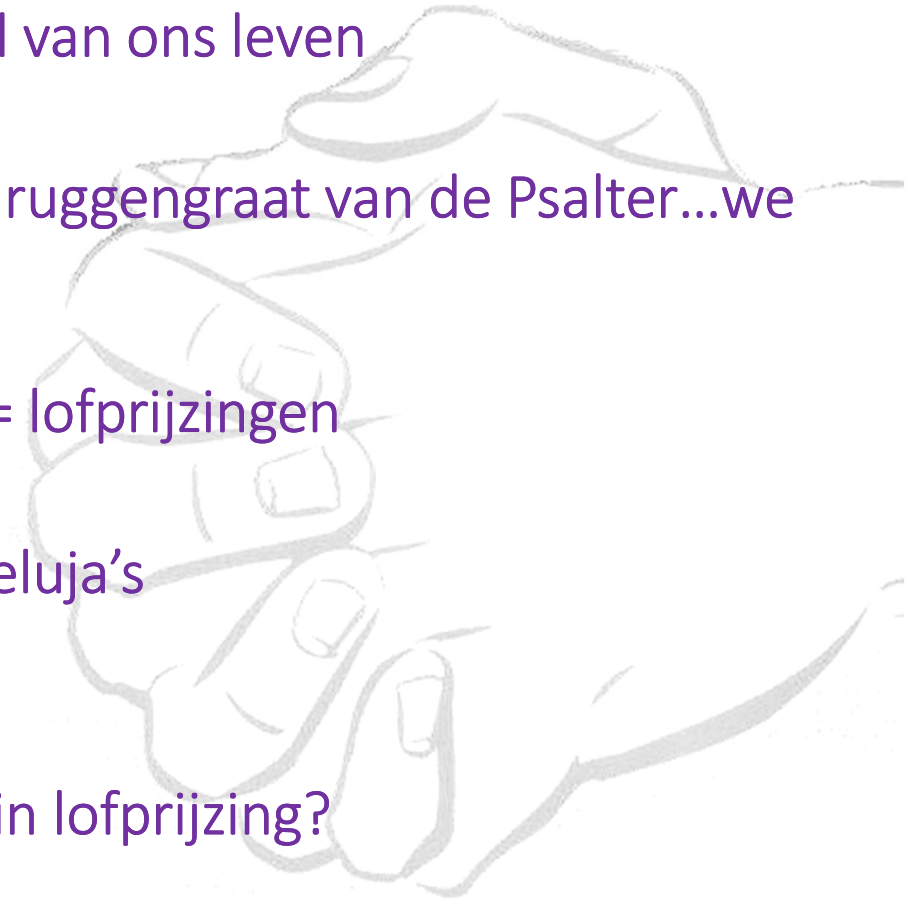 van ons leven
ruggengraat van de Psalter...we
= lofprijzingen
eluja's
in lofprijzing?